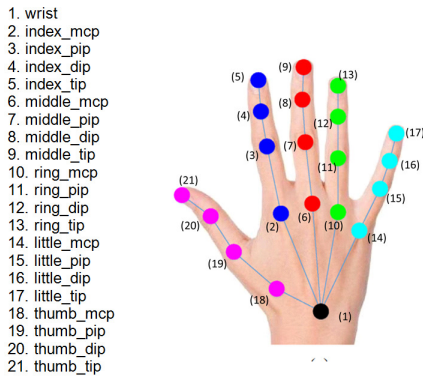 1. wrist
2. index_mcp
3. index_pip
4. index_dip
5. index_tip
6. middle_mcp
7. middle_pip
8. middle_dip
9. middle_tip
10. ring_mcp
11. ring_pip
12. ring_dip
13. ring_tip
14. little_mcp
15. little_pip
16. little_dip
17. little_tip
18. thumb_mcp
19. thumb_pip
20. thumb_dip
21. thumb_tip
(9)
(5)
(13)
(8)
(4)
(12)
(17)
(7)
(3)
(11)
(16)
(21)
(15)
(6)
(10)
(2)
(20)
(14)
(19)
(18)
(1)